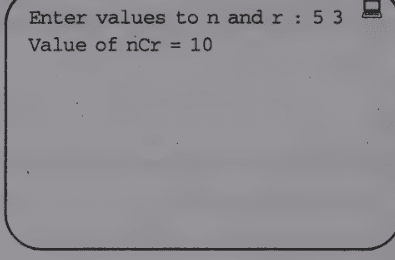 Enter values to n and r : 5 3
Value of nCr = 10